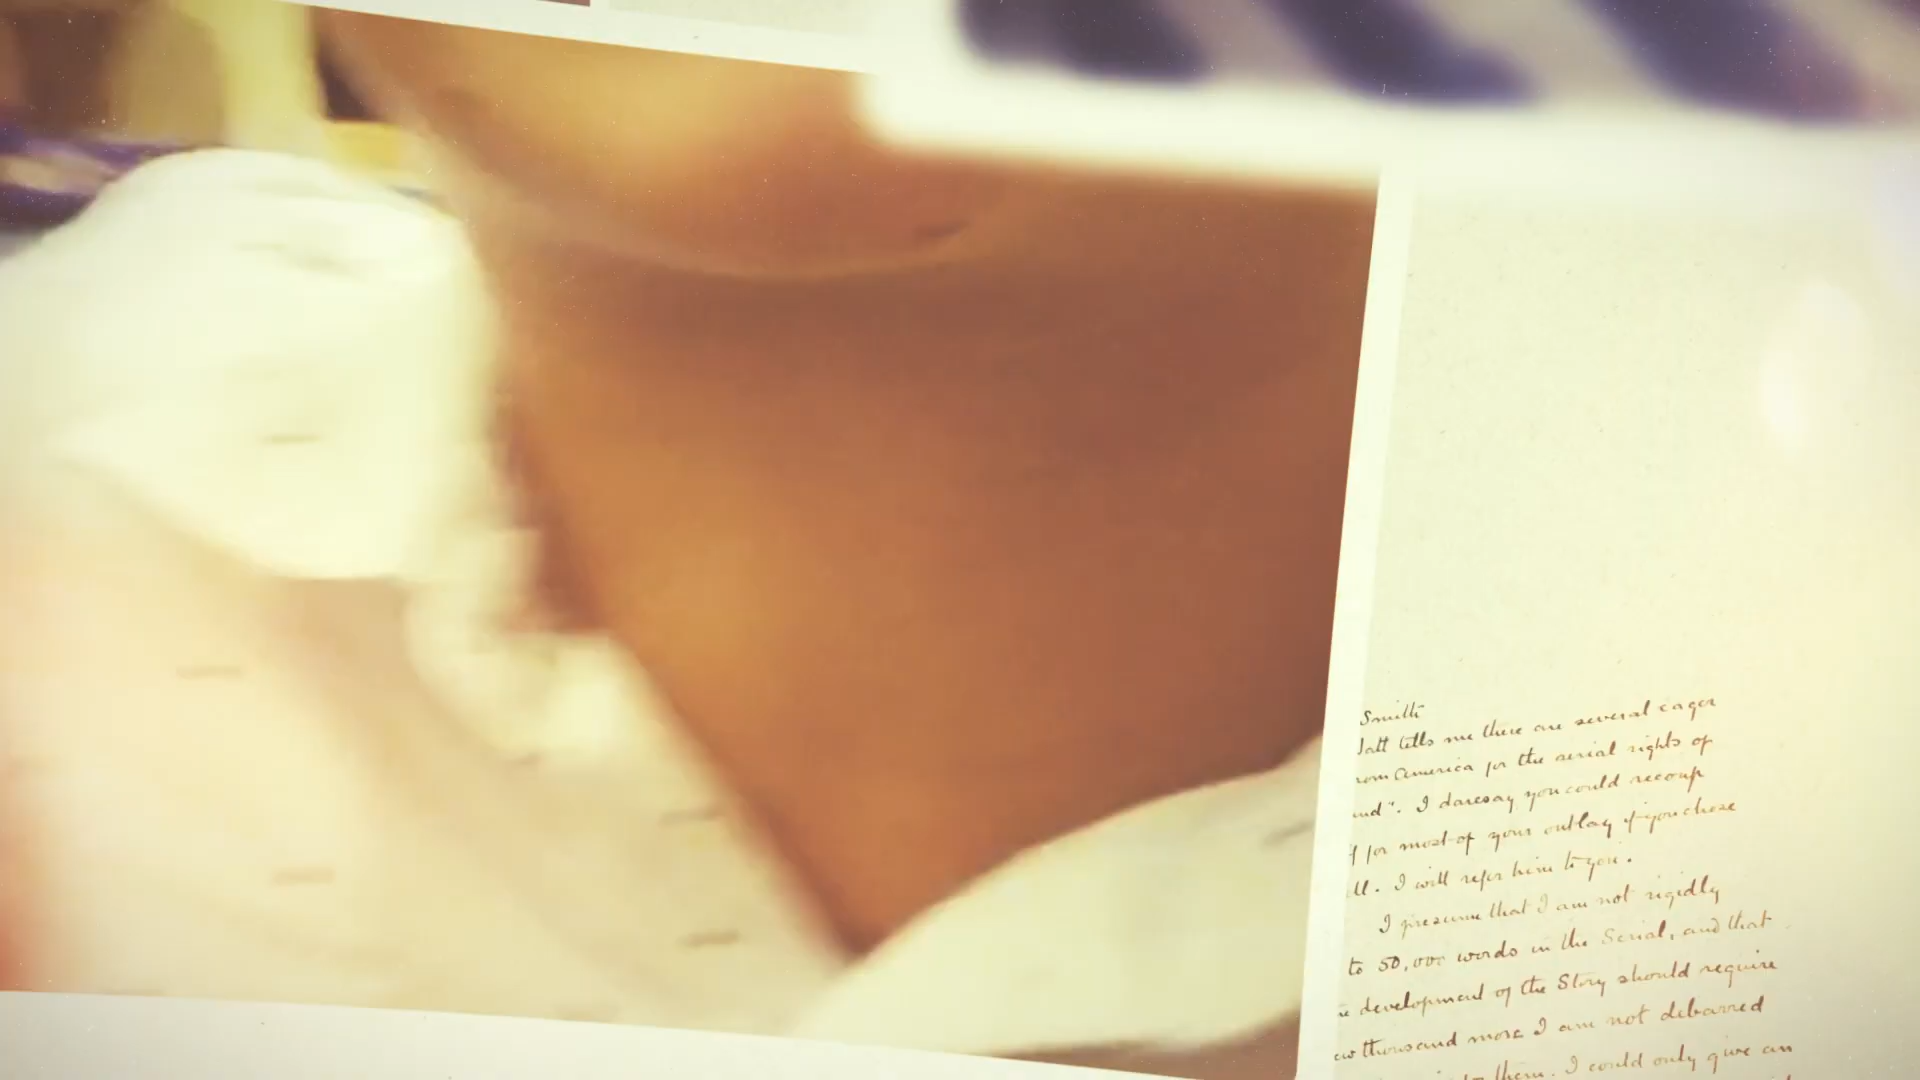 Smith
tells me there are several eager
America for the serial rights of
". I daresay you could recoup
for most of your outlay if you chose
ll. I will refer him to you.
I presume that I am not rigidly
to 50,000 words in the Serial, and that
development of the Story should require
thousand more I am not debarred
them. I could only give an